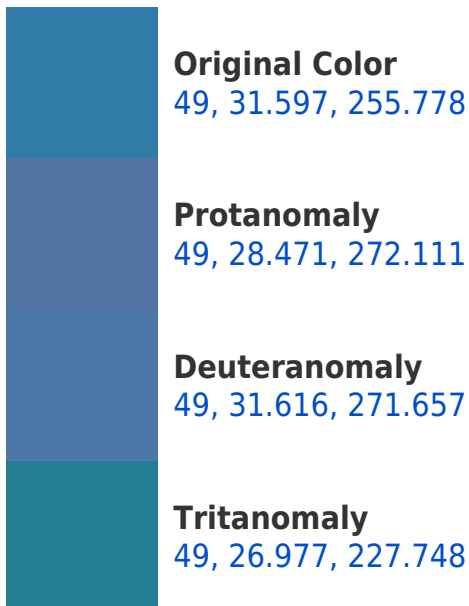 Original Color
49, 31.597, 255.778
Protanomaly
49, 28.471, 272.111
Deuteranomaly
49, 31.616, 271.657
Tritanomaly
49, 26.977, 227.748